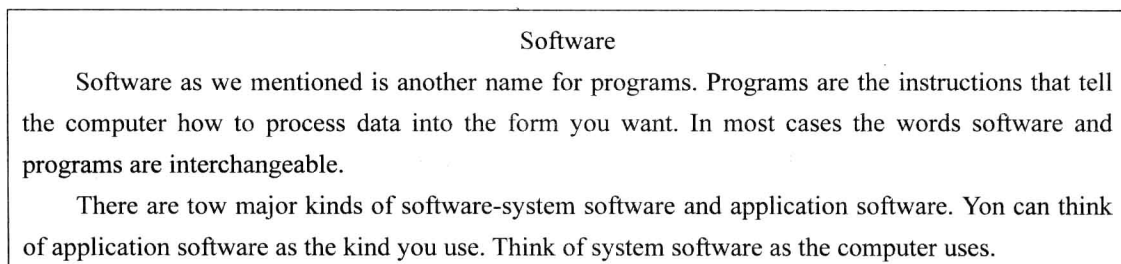 Software
Software as we mentioned is another name for programs. Programs are the instructions that tell
the computer how to process data into the form you want. In most cases the words software and
programs are interchangeable.
There are tow major kinds of software-system software and application software. Yon can think
of application software as the kind you use. Think of system software as the computer uses.